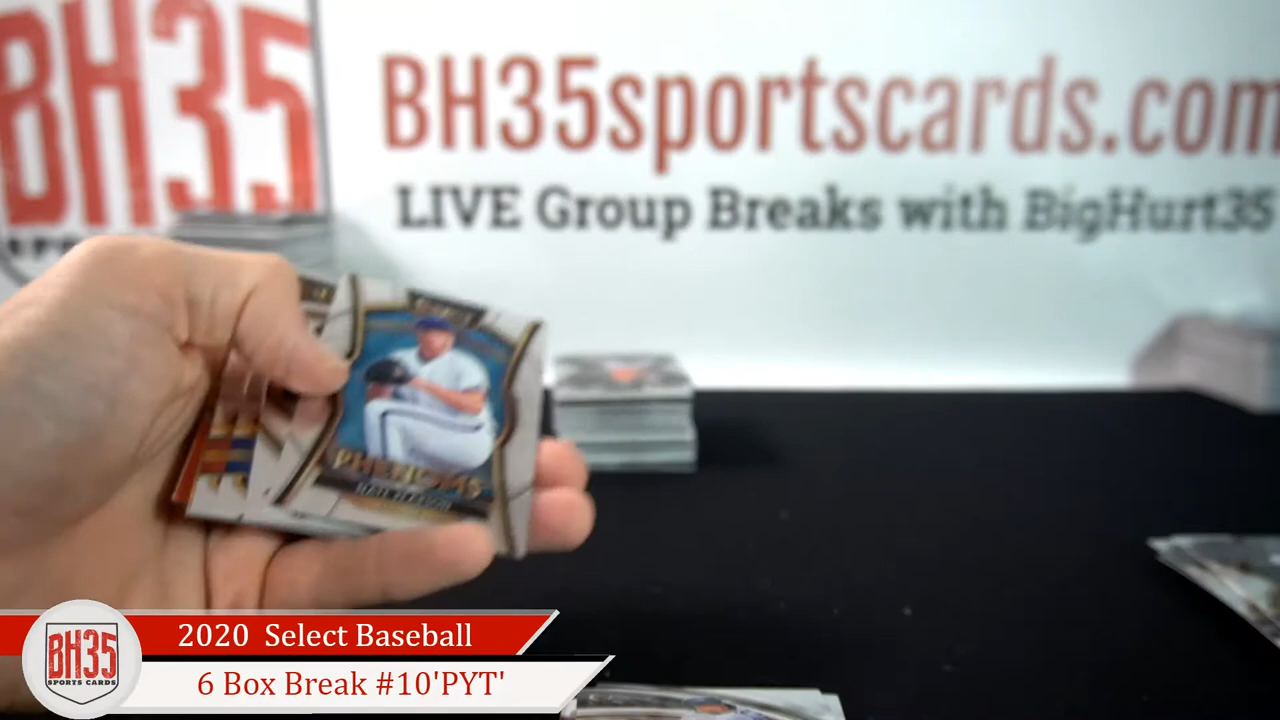 BH35
BH35sportscards.com
LIVE Group Breaks with BigHurt35
PHENOMS
BH35
SPORTS CARDS
2020 Select Baseball
6 Box Break #10'PYT'